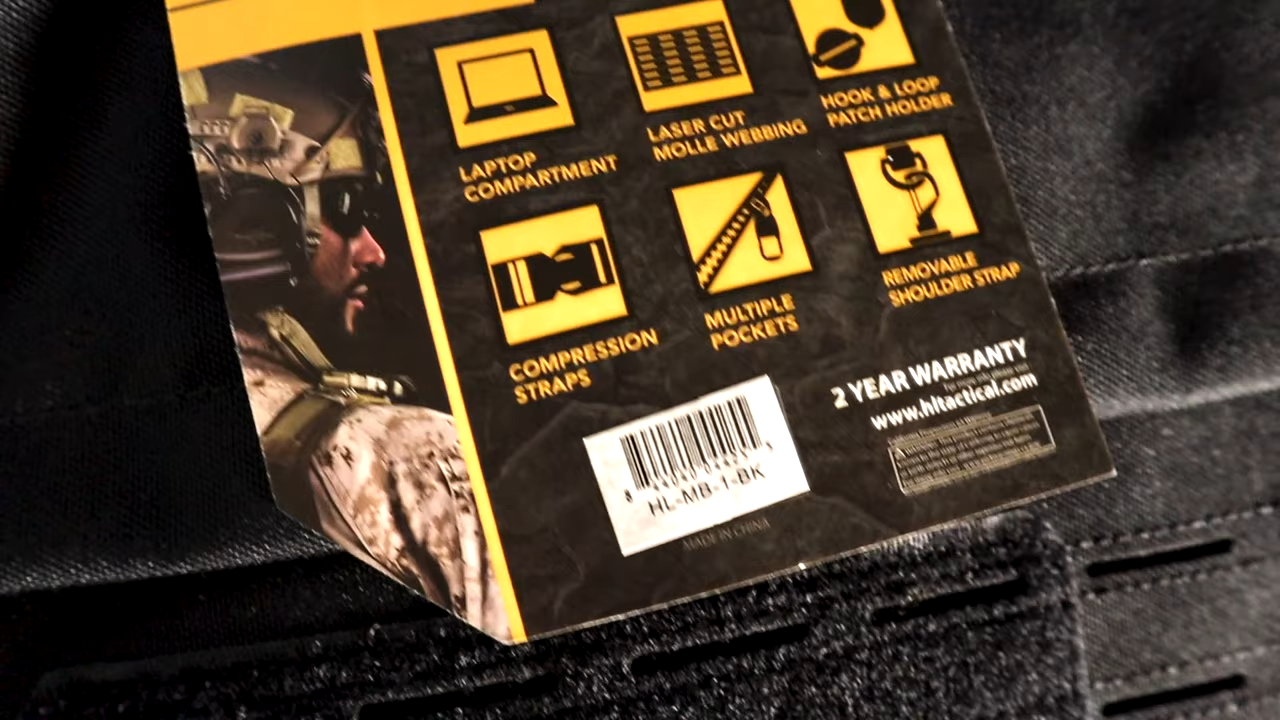 LAPTOP
COMPARTMENT
LASER CUT
MOLLE WEBBING
HOOK & LOOP
PATCH HOLDER
COMPRESSION
STRAPS
MULTIPLE
POCKETS
REMOVABLE
SHOULDER STRAP
2 YEAR WARRANTY
www.hltactical.com
HL-MB-1-BK
MADE IN CHINA